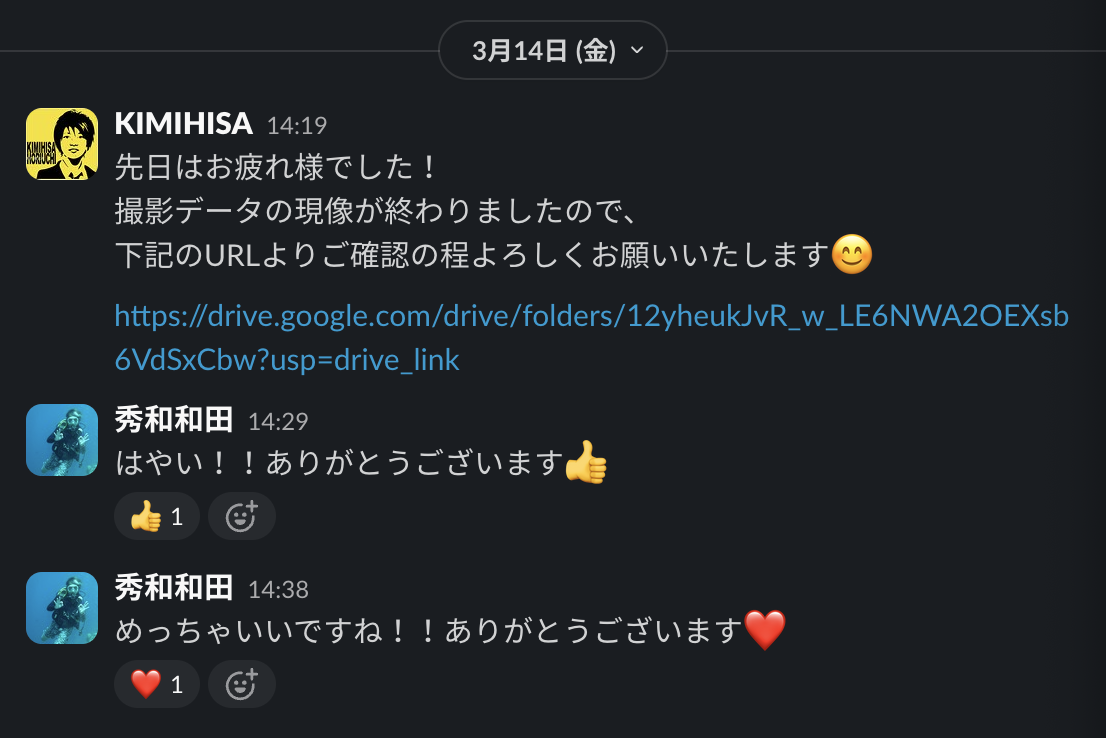 3月14日 (金)
KIMIHISA 14:19
KIMIHISA
NORIUCHI
先日はお疲れ様でした！
撮影データの現像が終わりましたので、
下記のURLよりご確認の程よろしくお願いいたします😊
https://drive.google.com/drive/folders/12yheukJvR_w_LE6NWA2OEXsb
6VdSxCbw?usp=drive_link
秀和和田 14:29
はやい！！ありがとうございます👍
👍 1
秀和和田 14:38
めっちゃいいですね！！ありがとうございます❤️
❤️ 1